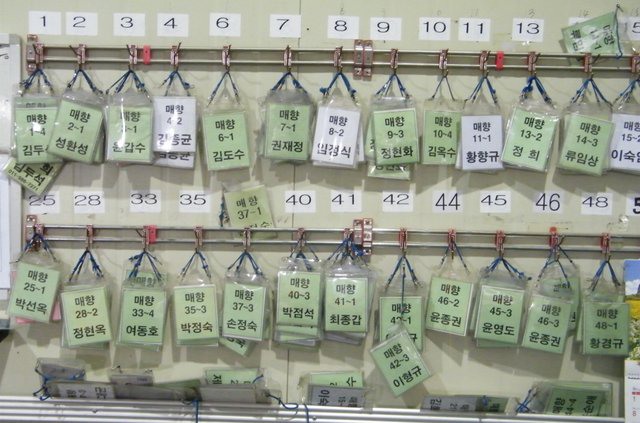 1 2 3 4 6 7 8 9 10 11 13
매향 1~4 김두
매향 2~1 성환성
매향 윤갑수
매향 4~2 김종균
매향 6~1 김도수
매향 7~1 권재정
매향 8~2 임경식
매향 9~3 정현화
매향 10~4 김옥수
매향 11~1 황향규
매향 13~2 정 희
매향 14~3 류임상
매향 15~2 이숙
25 28 33 35 40 41 42 44 45 46 48
37~1
매향 25~1 박선옥
매향 28~2 정현옥
매향 33~4 여동호
매향 35~3 박정숙
매향 37~3 손정숙
매향 40~3 박점석
매향 41~1 최종갑
매향
매향 42~3 이형규
매향 46~2 윤종권
매향 45~3 윤영도
매향 46~3 윤종권
매향 48~1 황경규